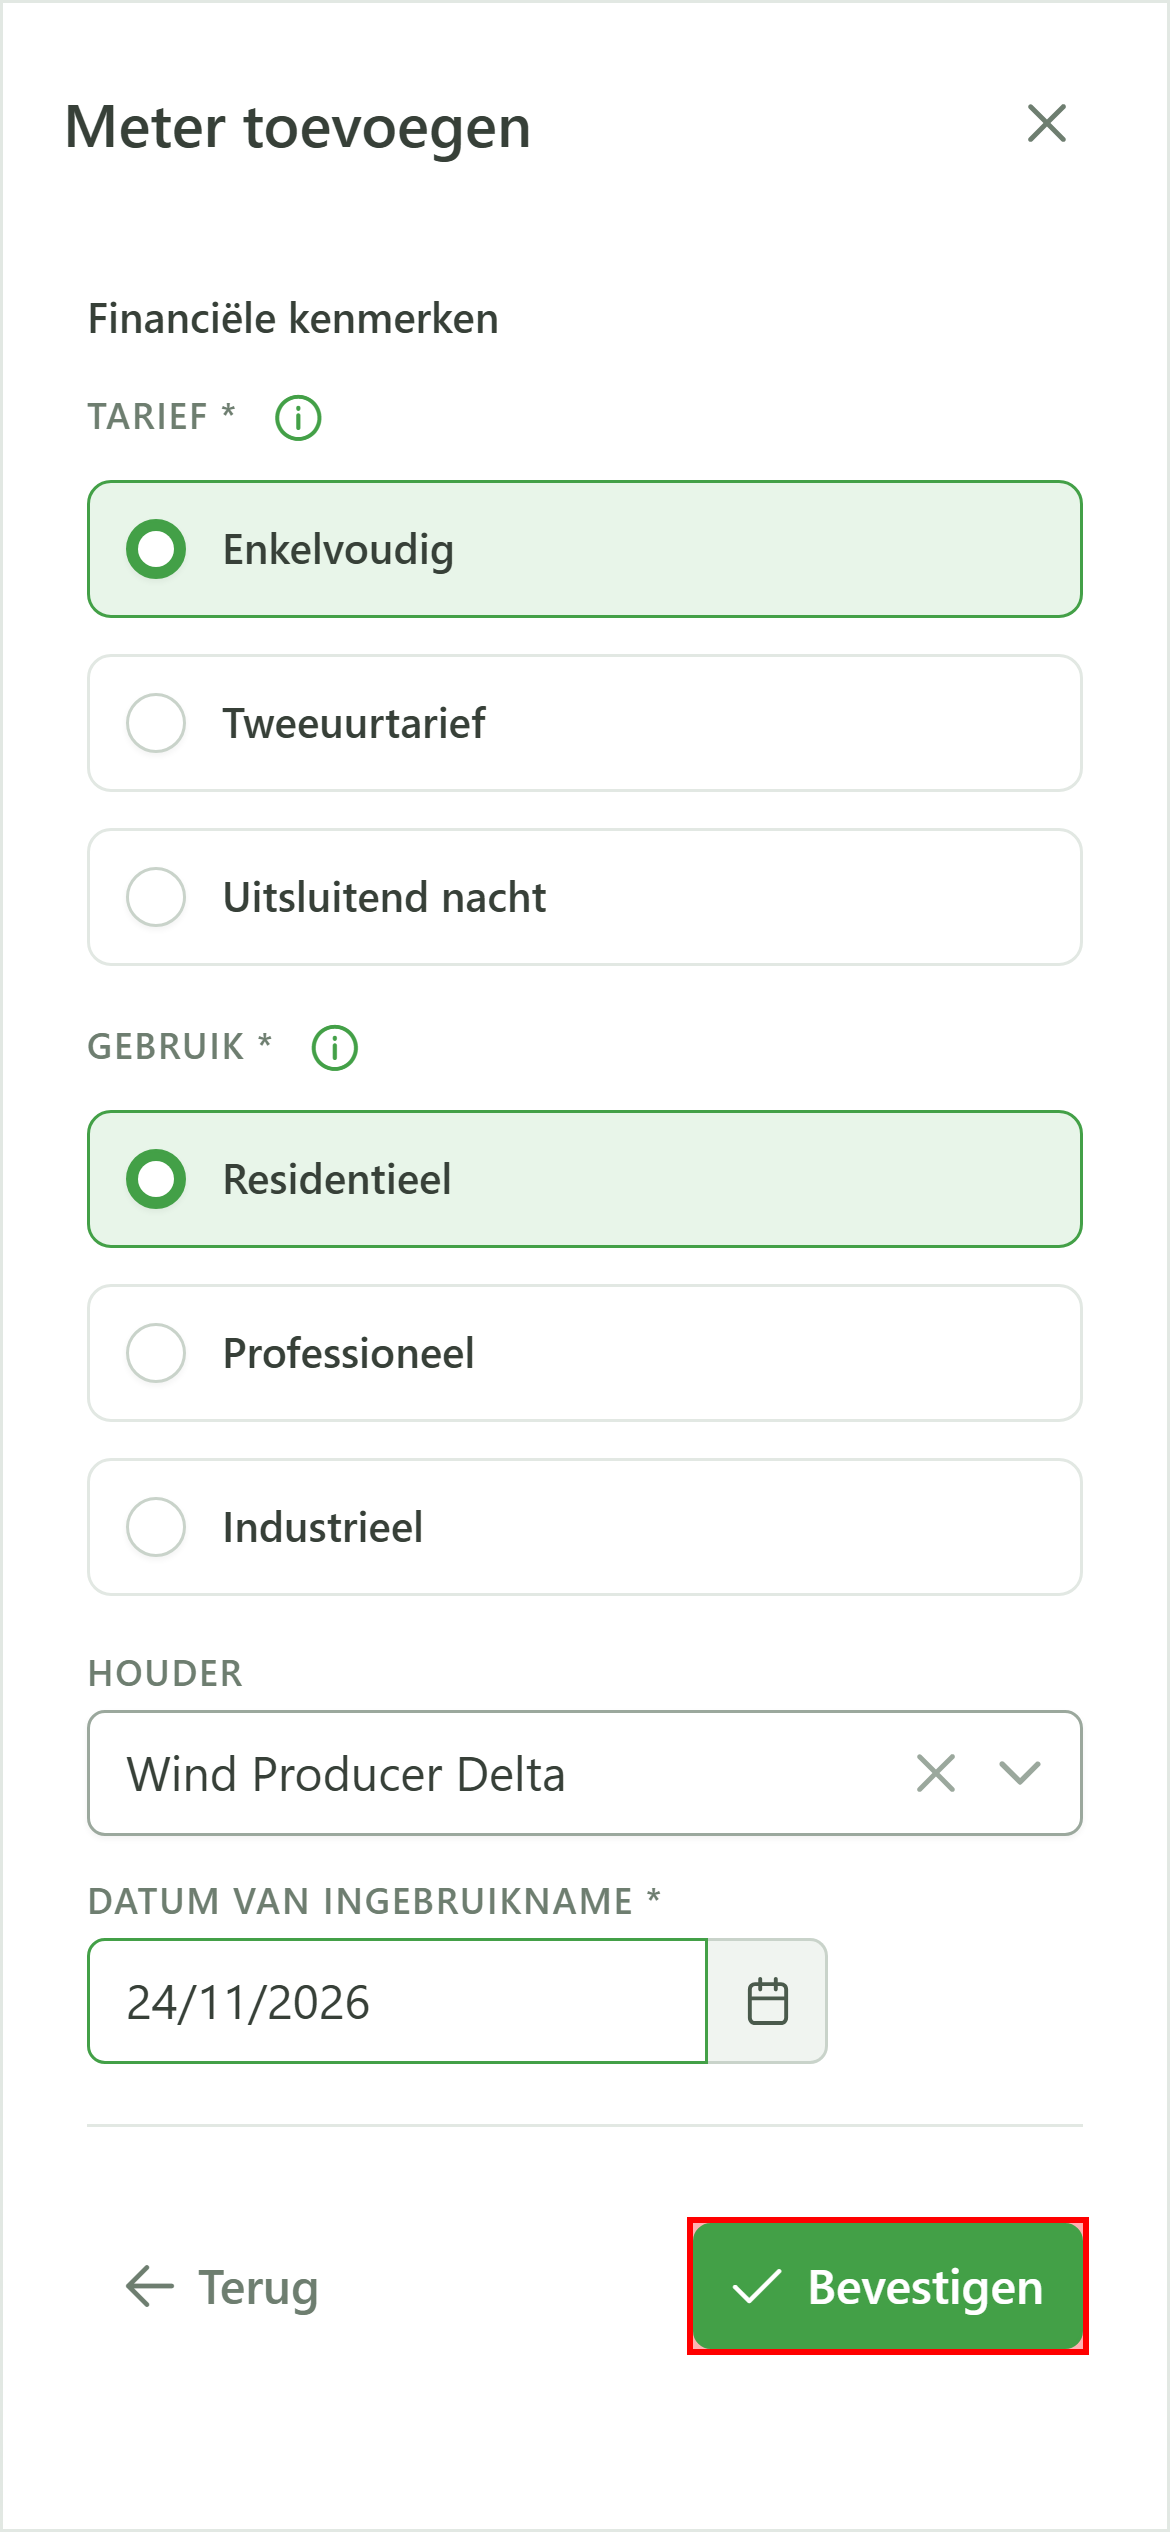 Meter toevoegen
Financiële kenmerken
TARIEF *
Enkelvoudig
Tweeuurtarief
Uitsluitend nacht
GEBRUIK *
Residentieel
Professioneel
Industrieel
HOUDER
Wind Producer Delta
DATUM VAN INGEBRUIKNAME *
24/11/2026
Terug
Bevestigen